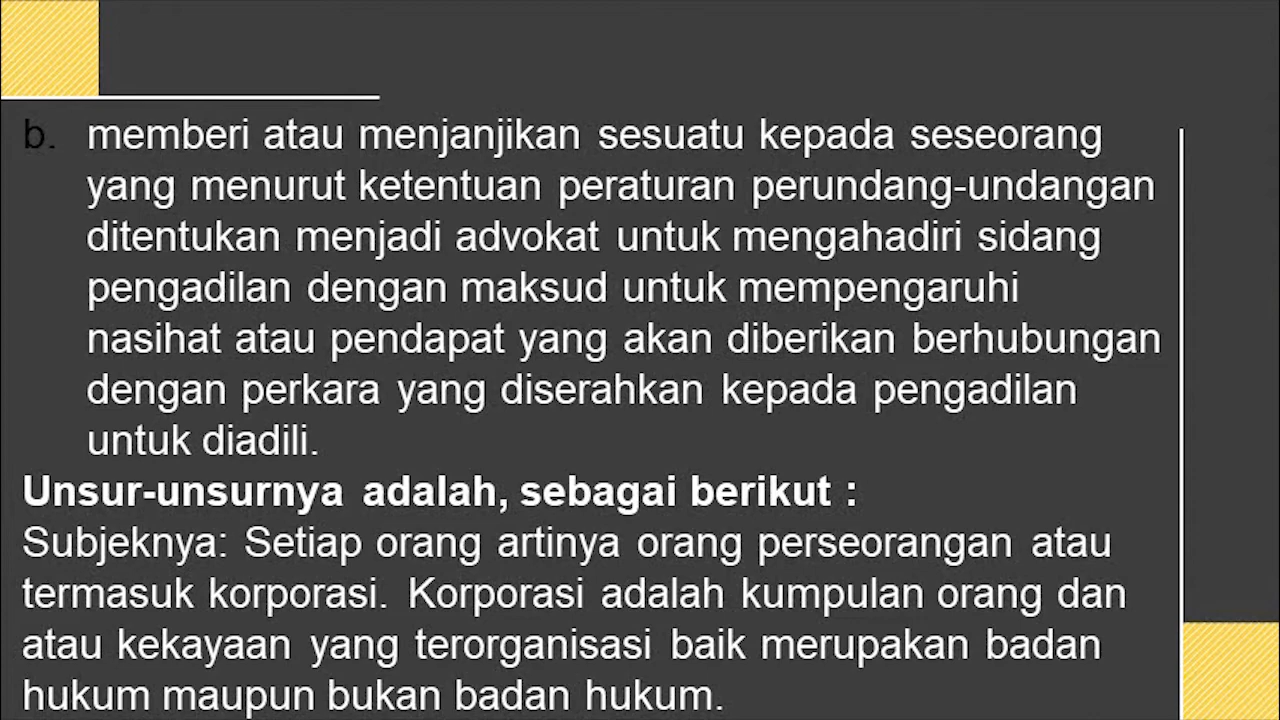 b. memberi atau menjanjikan sesuatu kepada seseorang
yang menurut ketentuan peraturan perundang-undangan
ditentukan menjadi advokat untuk mengahadiri sidang
pengadilan dengan maksud untuk mempengaruhi
nasihat atau pendapat yang akan diberikan berhubungan
dengan perkara yang diserahkan kepada pengadilan
untuk diadili.
Unsur-unsurnya adalah, sebagai berikut :
Subjeknya: Setiap orang artinya orang perseorangan atau
termasuk korporasi. Korporasi adalah kumpulan orang dan
atau kekayaan yang terorganisasi baik merupakan badan
hukum maupun bukan badan hukum.